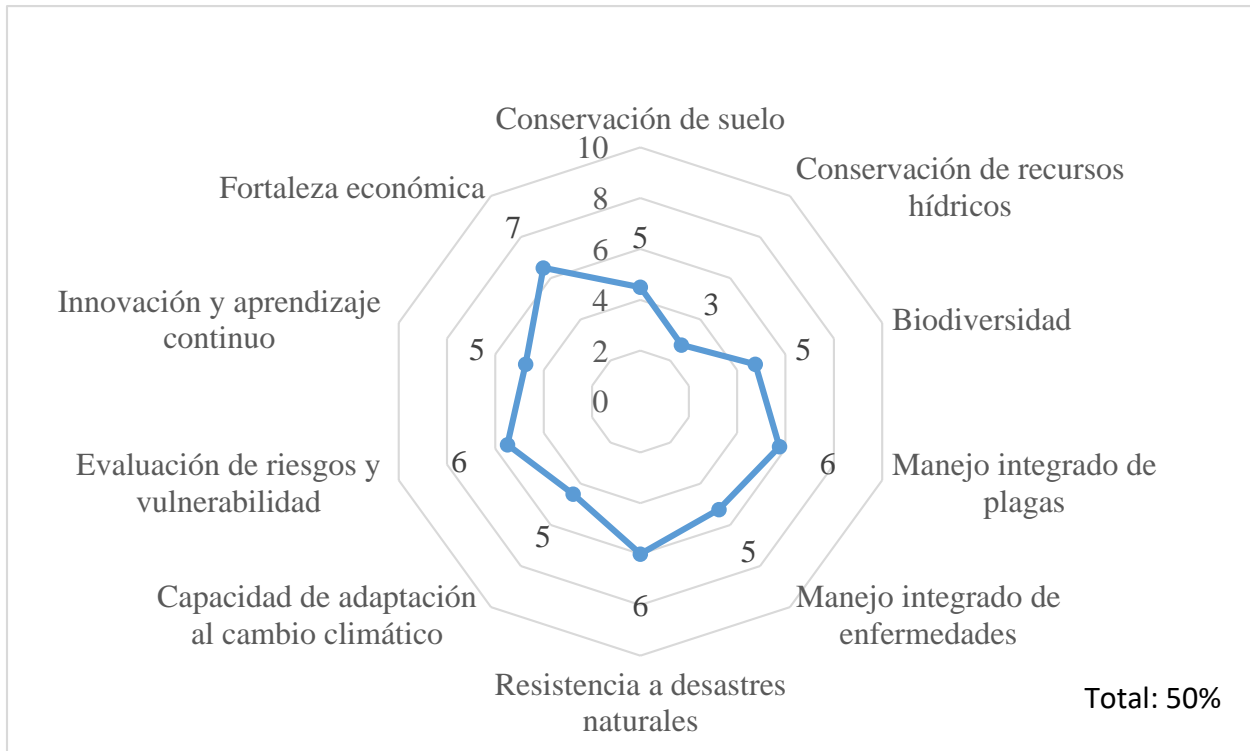 Conservación de suelo
10
Conservación de recursos
hídricos
Fortaleza económica
8
7
6
5
4
3
Innovación y aprendizaje
continuo
Biodiversidad
5
5
2
0
Evaluación de riesgos y
vulnerabilidad
6
6
Manejo integrado de
plagas
5
5
Capacidad de adaptación
al cambio climático
Manejo integrado de
enfermedades
6
Resistencia a desastres
naturales
Total: 50%